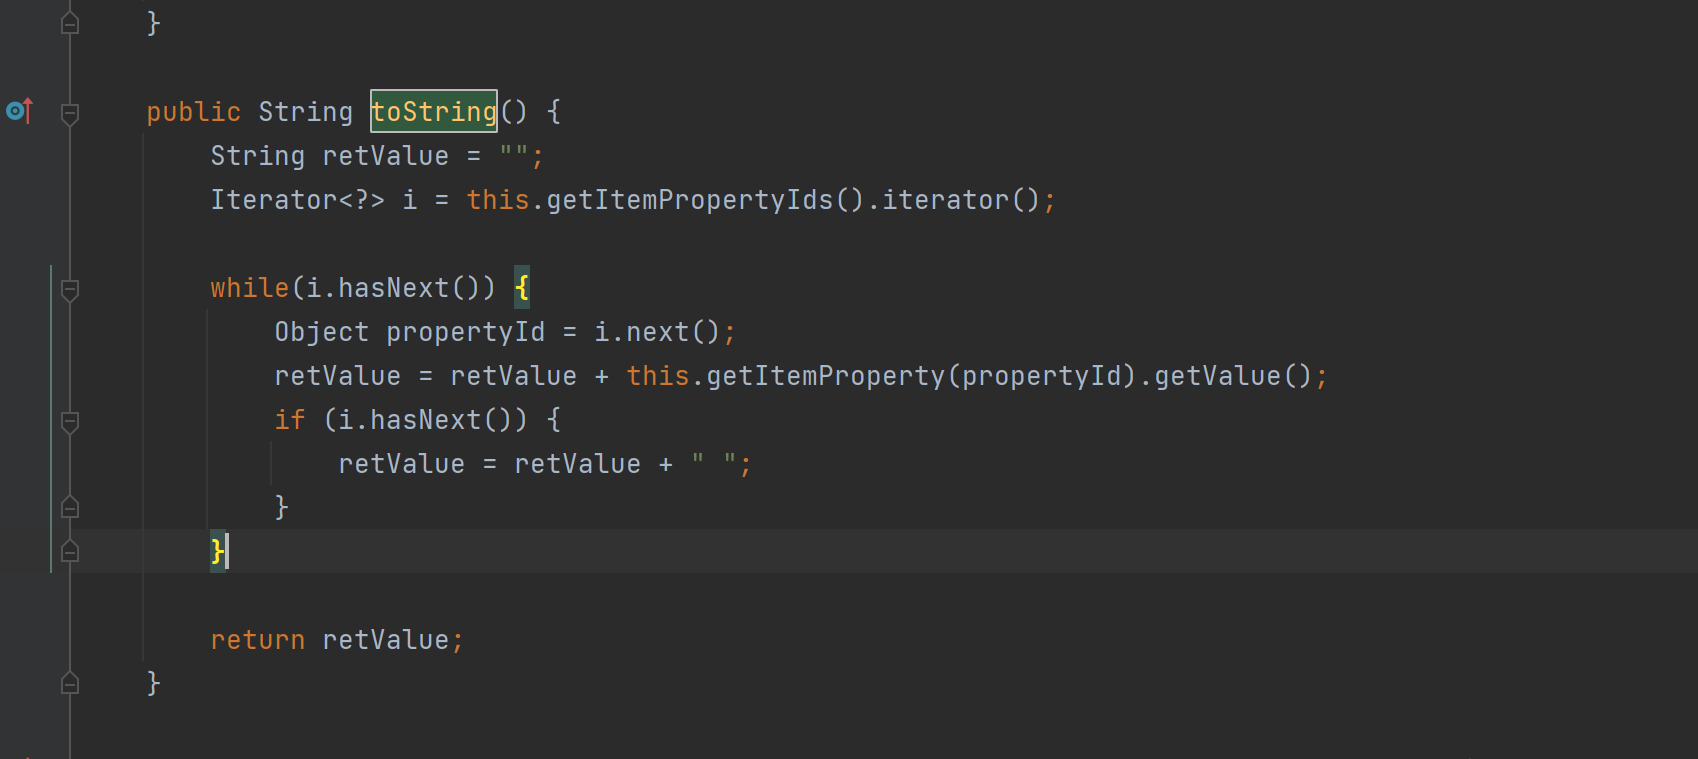 }
public String toString() {
String retValue = "";
Iterator<?> i = this.getItemPropertyIds().iterator();
while(i.hasNext()) {
Object propertyId = i.next();
retValue = retValue + this.getItemProperty(propertyId).getValue();
if (i.hasNext()) {
retValue = retValue + " ";
}
}
return retValue;
}